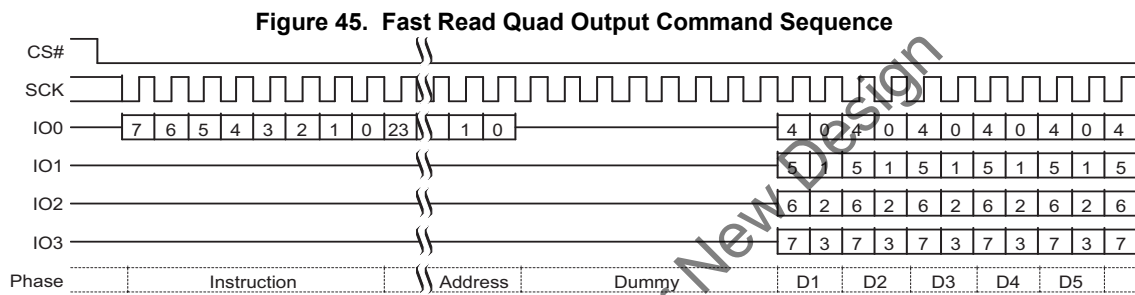 Figure 45. Fast Read Quad Output Command Sequence
CS#
SCK
IO0 7 6 5 4 3 2 1 0 23 1 0 4 0 4 0 4 0 4 0 4 0 4
IO1 5 1 5 1 5 1 5 1 5 1 5
IO2 6 2 6 2 6 2 6 2 6 2 6
IO3 7 3 7 3 7 3 7 3 7 3 7
Phase Instruction Address Dummy D1 D2 D3 D4 D5
New Design